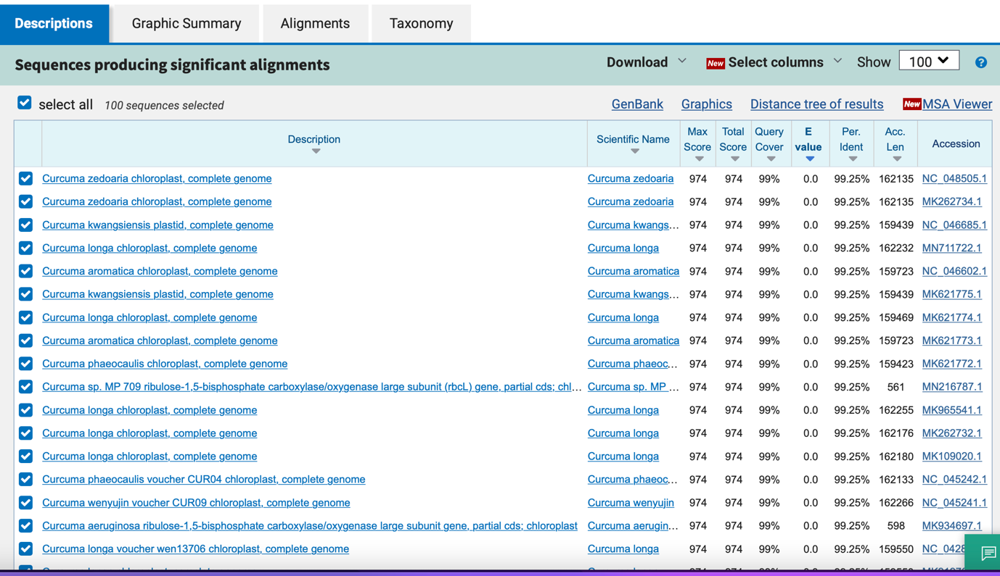 Descriptions Graphic Summary Alignments Taxonomy
Sequences producing significant alignments Download New Select columns Show 100 ?
select all 100 sequences selected GenBank Graphics Distance tree of results New MSA Viewer
Description Scientific Name Max Score Total Score Query Cover E value Per. Ident Acc. Len Accession
Curcuma zedoaria chloroplast, complete genome Curcuma zedoaria 974 974 99% 0.0 99.25% 162135 NC_048505.1
Curcuma zedoaria chloroplast, complete genome Curcuma zedoaria 974 974 99% 0.0 99.25% 162135 MK262734.1
Curcuma kwangsiensis plastid, complete genome Curcuma kwangs... 974 974 99% 0.0 99.25% 159439 NC_046685.1
Curcuma longa chloroplast, complete genome Curcuma longa 974 974 99% 0.0 99.25% 162232 MN711722.1
Curcuma aromatica chloroplast, complete genome Curcuma aromatica 974 974 99% 0.0 99.25% 159723 NC_046602.1
Curcuma kwangsiensis plastid, complete genome Curcuma kwangs... 974 974 99% 0.0 99.25% 159439 MK621775.1
Curcuma longa chloroplast, complete genome Curcuma longa 974 974 99% 0.0 99.25% 159469 MK621774.1
Curcuma aromatica chloroplast, complete genome Curcuma aromatica 974 974 99% 0.0 99.25% 159723 MK621773.1
Curcuma phaeocaulis chloroplast, complete genome Curcuma phaeoc... 974 974 99% 0.0 99.25% 159423 MK621772.1
Curcuma sp. MP 709 ribulose-1,5-bisphosphate carboxylase/oxygenase large subunit (rbcL) gene, partial cds; chl... Curcuma sp. MP ... 974 974 99% 0.0 99.25% 561 MN216787.1
Curcuma longa chloroplast, complete genome Curcuma longa 974 974 99% 0.0 99.25% 162255 MK965541.1
Curcuma longa chloroplast, complete genome Curcuma longa 974 974 99% 0.0 99.25% 162176 MK262732.1
Curcuma longa chloroplast, complete genome Curcuma longa 974 974 99% 0.0 99.25% 162180 MK109020.1
Curcuma phaeocaulis voucher CUR04 chloroplast, complete genome Curcuma phaeoc... 974 974 99% 0.0 99.25% 162133 NC_045242.1
Curcuma wenyujin voucher CUR09 chloroplast, complete genome Curcuma wenyujin 974 974 99% 0.0 99.25% 162266 NC_045241.1
Curcuma aeruginosa ribulose-1,5-bisphosphate carboxylase/oxygenase large subunit gene, partial cds; chloroplast Curcuma aerugin... 974 974 99% 0.0 99.25% 598 MK934697.1
Curcuma longa voucher wen13706 chloroplast, complete genome Curcuma longa 974 974 99% 0.0 99.25% 159550 NC_042